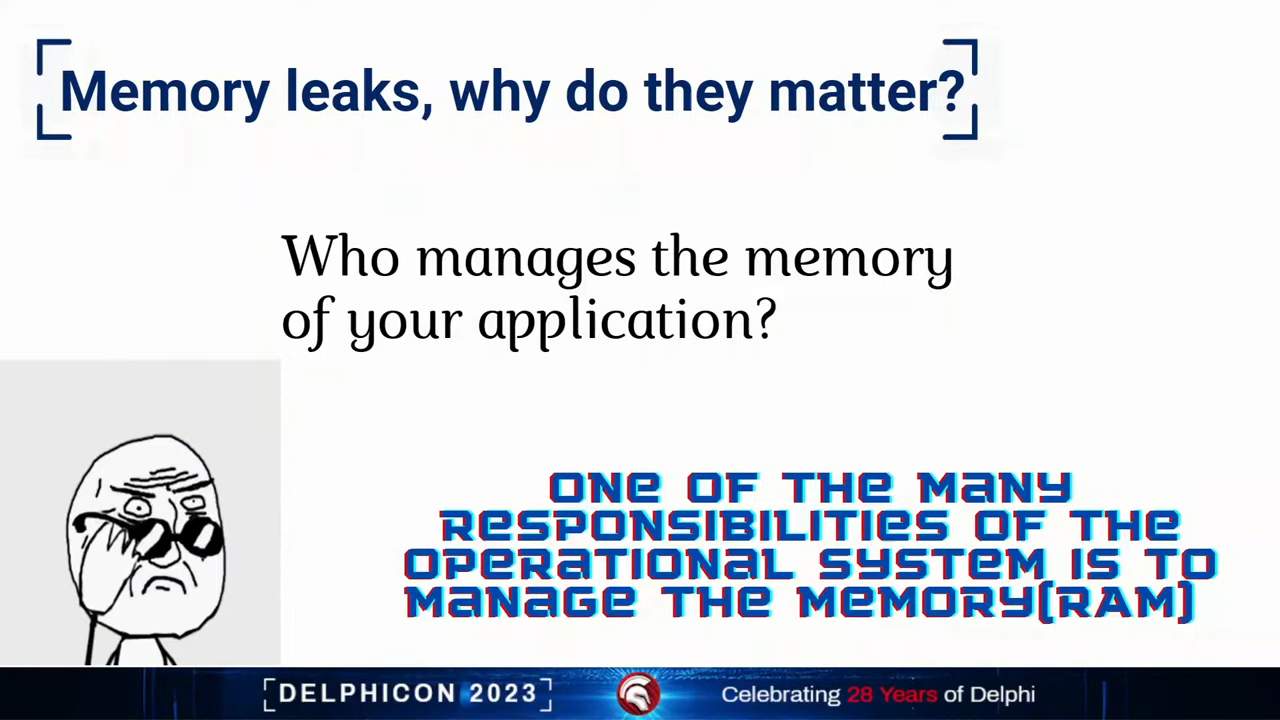 Memory leaks, why do they matter?
Who manages the memory
of your application?
ONE OF THE MANY
RESPONSIBILITIES OF THE
OPERATIONAL SYSTEM IS TO
MANAGE THE MEMORY(RAM)
[DELPHICON 2023]
Celebrating 28 Years of Delphi